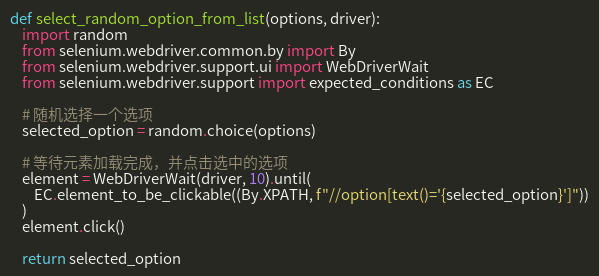 def select_random_option_from_list(options, driver):
    import random
    from selenium.webdriver.common.by import By
    from selenium.webdriver.support.ui import WebDriverWait
    from selenium.webdriver.support import expected_conditions as EC

    # 随机选择一个选项
    selected_option = random.choice(options)

    # 等待元素加载完成，并点击选中的选项
    element = WebDriverWait(driver, 10).until(
        EC.element_to_be_clickable((By.XPATH, f"//option[text()='{selected_option}']"))
    )
    element.click()

    return selected_option